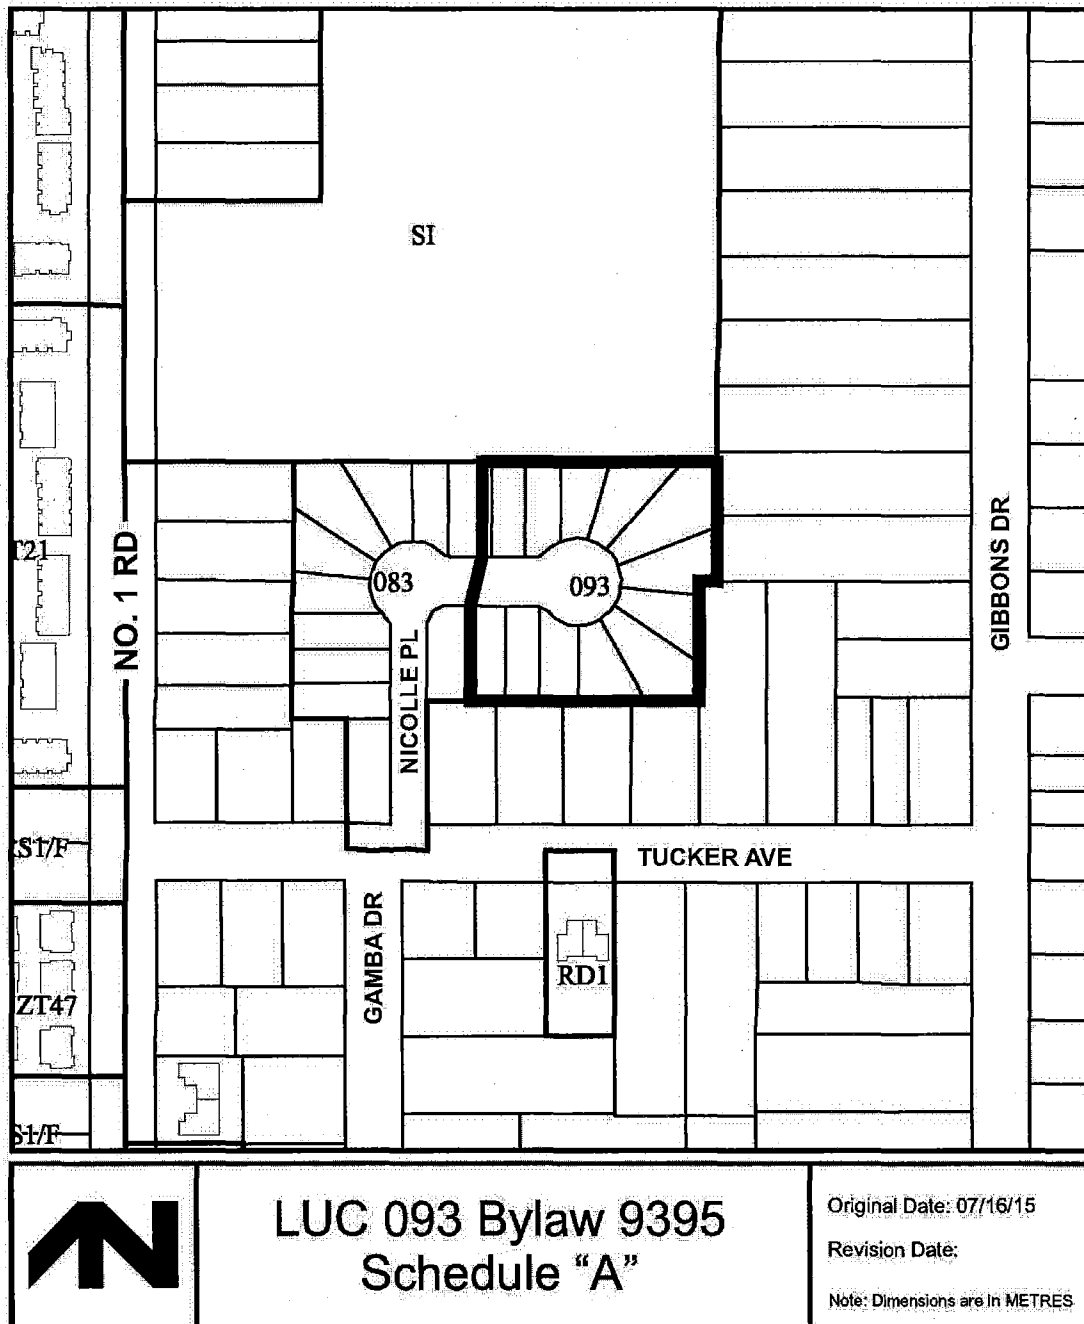 SI
T21
NO. 1 RD
083
093
GIBBONS DR
NICOLLE PL
S1/F
TUCKER AVE
GAMBA DR
RD1
ZT47
S1/F
LUC 093 Bylaw 9395
Schedule “A”
Original Date: 07/16/15
Revision Date:
Note: Dimensions are in METRES